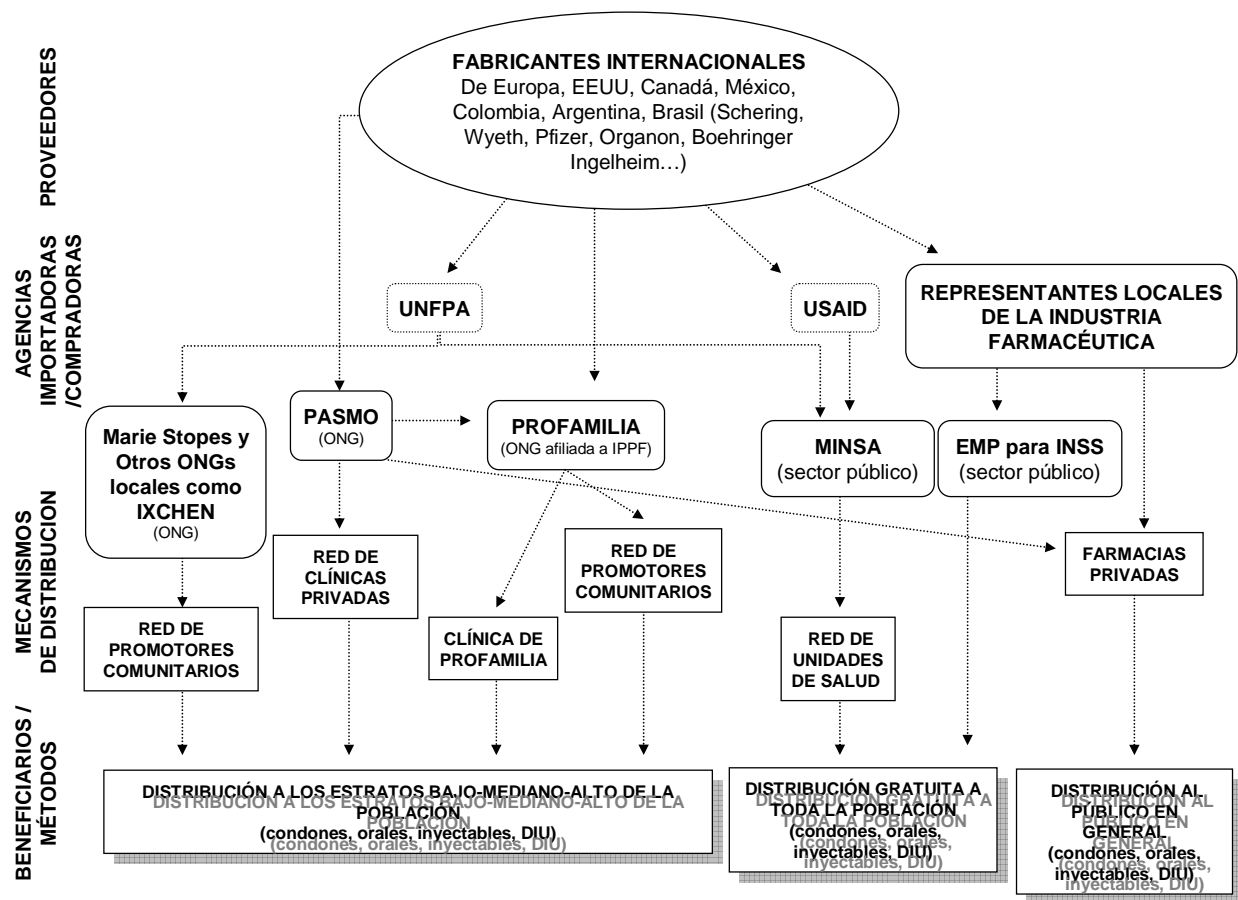 PROVEEDORES
FABRICANTES INTERNACIONALES
De Europa, EEUU, Canadá, México,
Colombia, Argentina, Brasil (Schering,
Wyeth, Pfizer, Organon, Boehringer
Ingelheim…)
AGENCIAS
IMPORTADORAS
/COMPRADORAS
UNFPA
USAID
REPRESENTANTES LOCALES
DE LA INDUSTRIA
FARMACÉUTICA
Marie Stopes y
Otros ONGs
locales como
IXCHEN
(ONG)
PASMO
(ONG)
PROFAMILIA
(ONG afiliada a IPPF)
MINSA
(sector público)
EMP para INSS
(sector público)
MECANISMOS
DE DISTRIBUCION
RED DE
PROMOTORES
COMUNITARIOS
RED DE
CLÍNICAS
PRIVADAS
CLÍNICA DE
PROFAMILIA
RED DE
PROMOTORES
COMUNITARIOS
RED DE
UNIDADES
DE SALUD
FARMACIAS
PRIVADAS
BENEFICIARIOS /
MÉTODOS
DISTRIBUCIÓN A LOS ESTRATOS BAJO-MEDIANO-ALTO DE LA
POBLACIÓN
(condones, orales, inyectables, DIU)
DISTRIBUCIÓN GRATUITA A
TODA LA POBLACIÓN
(condones, orales,
inyectables, DIU)
DISTRIBUCIÓN AL
PÚBLICO EN
GENERAL
(condones, orales,
inyectables, DIU)